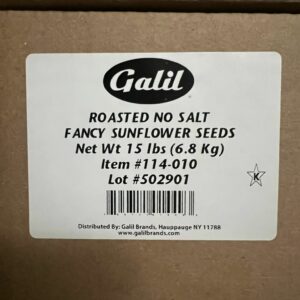 Galil
ROASTED NO SALT
FANCY SUNFLOWER SEEDS
Net Wt 15 lbs (6.8 Kg)
Item #114-010
Lot #502901
K
Distributed By: Galil Brands, Hauppauge NY 11788
www.galilbrands.com